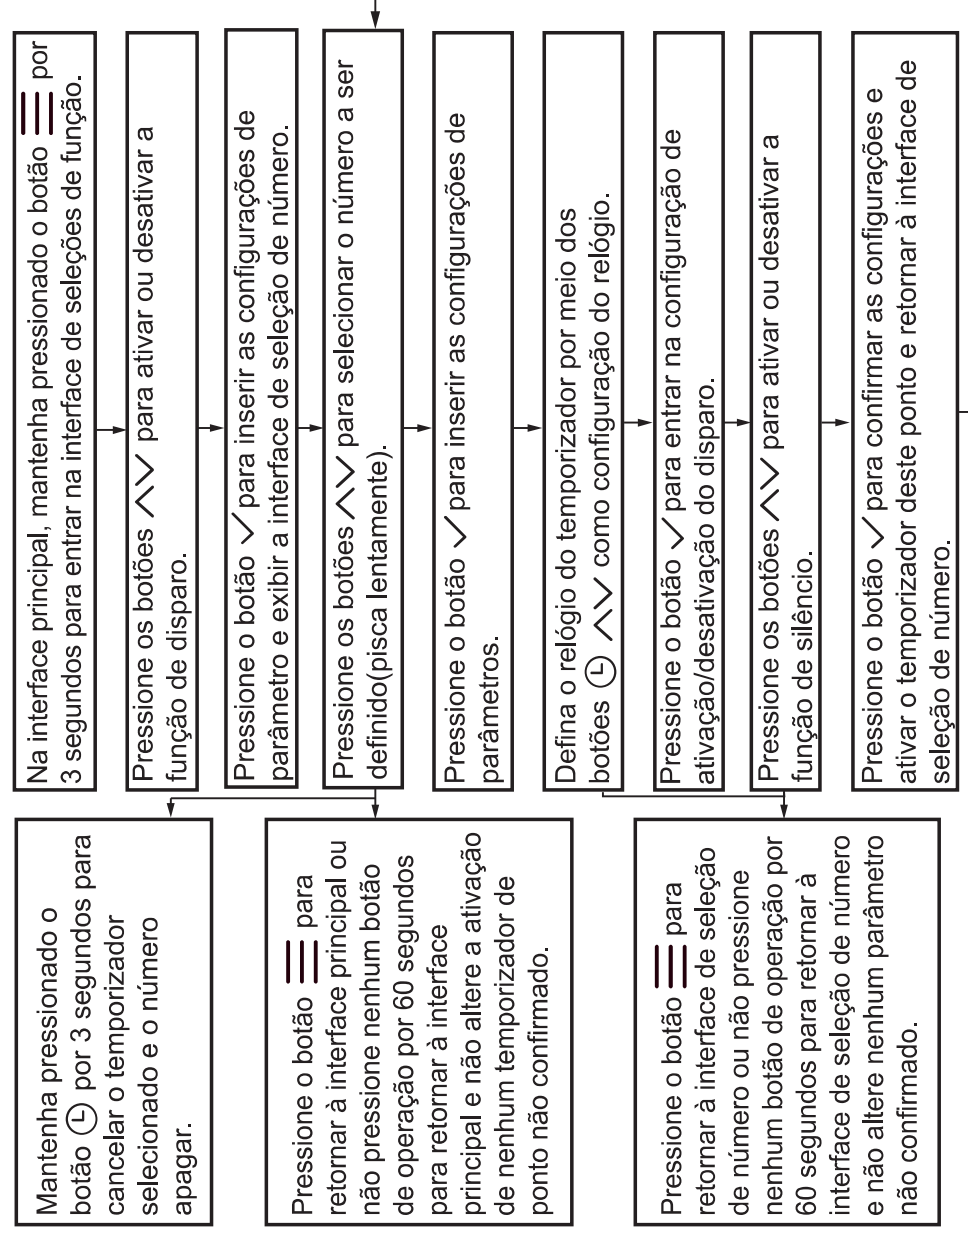 Na interface principal, mantenha pressionado o botão por
3 segundos para entrar na interface de seleções de função.
Pressione os botões para ativar ou desativar a
função de disparo.
Pressione o botão para inserir as configurações de
parâmetro e exibir a interface de seleção de número.
Pressione os botões para selecionar o número a ser
definido(pisca lentamente).
Pressione o botão para inserir as configurações de
parâmetros.
Defina o relógio do temporizador por meio dos
botões como configuração do relógio.
Pressione o botão para entrar na configuração de
ativação/desativação do disparo.
Pressione os botões para ativar ou desativar a
função de silêncio.
Pressione o botão para confirmar as configurações e
ativar o temporizador deste ponto e retornar à interface de
seleção de número.
Mantenha pressionado o
botão por 3 segundos para
cancelar o temporizador
selecionado e o número
apagar.
Pressione o botão para
retornar à interface principal ou
não pressione nenhum botão
de operação por 60 segundos
para retornar à interface
principal e não altere a ativação
de nenhum temporizador de
ponto não confirmado.
Pressione o botão para
retornar à interface de seleção
de número ou não pressione
nenhum botão de operação por
60 segundos para retornar à
interface de seleção de número
e não altere nenhum parâmetro
não confirmado.